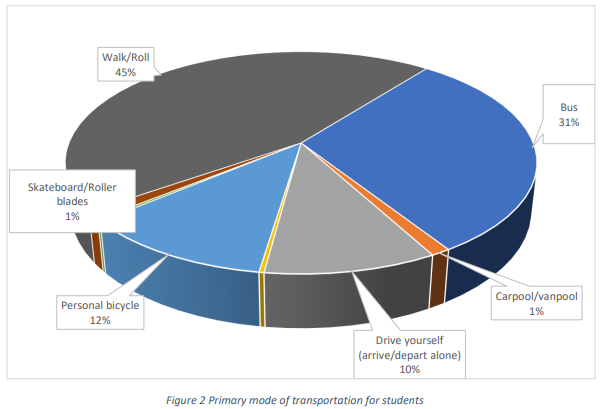 Walk/Roll
45%
Bus
31%
Skateboard/Roller
blades
1%
Carpool/vanpool
1%
Personal bicycle
12%
Drive yourself
(arrive/depart alone)
10%
Figure 2 Primary mode of transportation for students